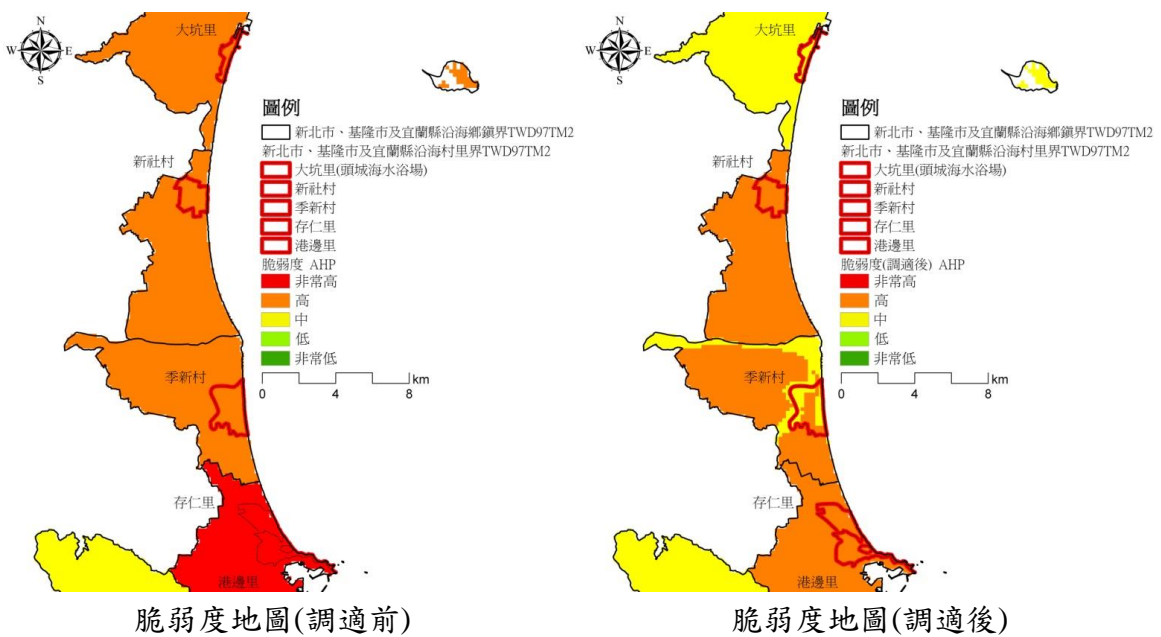 N
W E
S
大坑里
新社村
季新村
存仁里
港邊里
圖例
新北市、基隆市及宜蘭縣沿海鄉鎮界TWD97TM2
新北市、基隆市及宜蘭縣沿海村里界TWD97TM2
大坑里(頭城海水浴場)
新社村
季新村
存仁里
港邊里
脆弱度 AHP
非常高
高
中
低
非常低
km
0 4 8
脆弱度地圖(調適前)
N
W E
S
大坑里
新社村
季新村
存仁里
港邊里
圖例
新北市、基隆市及宜蘭縣沿海鄉鎮界TWD97TM2
新北市、基隆市及宜蘭縣沿海村里界TWD97TM2
大坑里(頭城海水浴場)
新社村
季新村
存仁里
港邊里
脆弱度(調適後) AHP
非常高
高
中
低
非常低
km
0 4 8
脆弱度地圖(調適後)